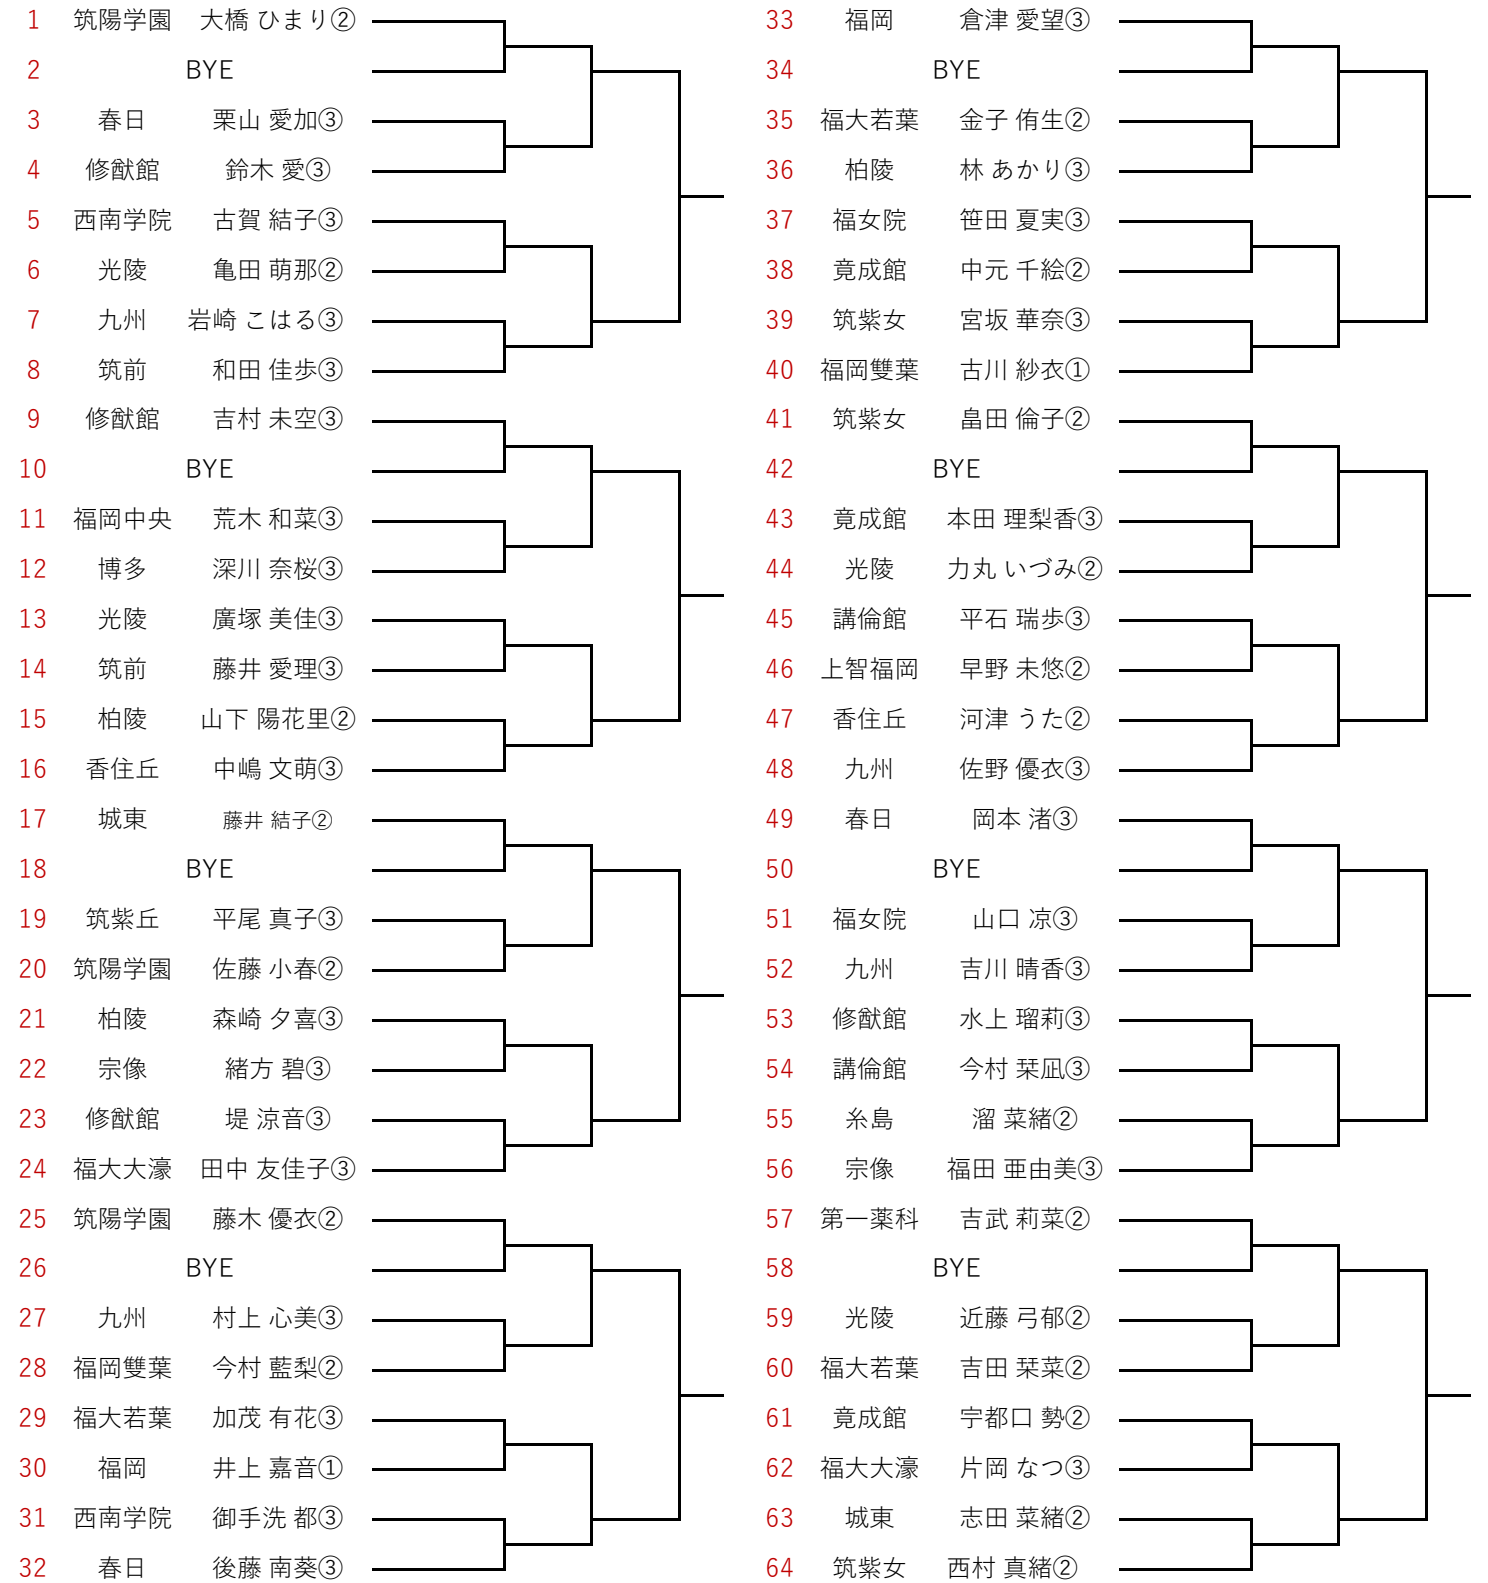 1 筑陽学園 大橋 ひまり②
2 BYE
3 春日 栗山 愛加③
4 修猷館 鈴木 愛③
5 西南学院 古賀 結子③
6 光陵 亀田 萌那②
7 九州 岩崎 こはる③
8 筑前 和田 佳歩③
9 修猷館 吉村 未空③
10 BYE
11 福岡中央 荒木 和菜③
12 博多 深川 奈桜③
13 光陵 廣塚 美佳③
14 筑前 藤井 愛理③
15 柏陵 山下 陽花里②
16 香住丘 中嶋 文萌③
17 城東 藤井 結子②
18 BYE
19 筑紫丘 平尾 真子③
20 筑陽学園 佐藤 小春②
21 柏陵 森崎 夕喜③
22 宗像 緒方 碧③
23 修猷館 堤 涼音③
24 福大大濠 田中 友佳子③
25 筑陽学園 藤木 優衣②
26 BYE
27 九州 村上 心美③
28 福岡雙葉 今村 藍梨②
29 福大若葉 加茂 有花③
30 福岡 井上 嘉音①
31 西南学院 御手洗 都③
32 春日 後藤 南葵③
33 福岡 倉津 愛望③
34 BYE
35 福大若葉 金子 侑生②
36 柏陵 林 あかり③
37 福女院 笹田 夏実③
38 竟成館 中元 千絵②
39 筑紫女 宮坂 華奈③
40 福岡雙葉 古川 紗衣①
41 筑紫女 畠田 倫子②
42 BYE
43 竟成館 本田 理梨香③
44 光陵 力丸 いづみ②
45 講倫館 平石 瑞歩③
46 上智福岡 早野 未悠②
47 香住丘 河津 うた②
48 九州 佐野 優衣③
49 春日 岡本 渚③
50 BYE
51 福女院 山口 凉③
52 九州 吉川 晴香③
53 修猷館 水上 瑠莉③
54 講倫館 今村 栞凪③
55 糸島 溜 菜緒②
56 宗像 福田 亜由美③
57 第一薬科 吉武 莉菜②
58 BYE
59 光陵 近藤 弓郁②
60 福大若葉 吉田 栞菜②
61 竟成館 宇都口 勢②
62 福大大濠 片岡 なつ③
63 城東 志田 菜緒②
64 筑紫女 西村 真緒②